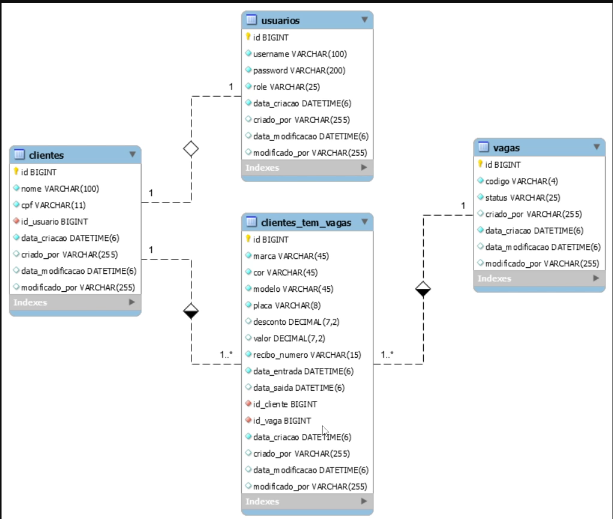 usuarios
id BIGINT
username VARCHAR(100)
password VARCHAR(200)
role VARCHAR(25)
data_criacao DATETIME(6)
criado_por VARCHAR(255)
data_modificacao DATETIME(6)
modificado_por VARCHAR(255)
Indexes
1
1
clientes
id BIGINT
nome VARCHAR(100)
cpf VARCHAR(11)
id_usuario BIGINT
data_criacao DATETIME(6)
criado_por VARCHAR(255)
data_modificacao DATETIME(6)
modificado_por VARCHAR(255)
Indexes
1
1..*
clientes_tem_vagas
id BIGINT
marca VARCHAR(45)
cor VARCHAR(45)
modelo VARCHAR(45)
placa VARCHAR(8)
desconto DECIMAL(7,2)
valor DECIMAL(7,2)
recibo_numero VARCHAR(15)
data_entrada DATETIME(6)
data_saida DATETIME(6)
id_cliente BIGINT
id_vaga BIGINT
data_criacao DATETIME(6)
criado_por VARCHAR(255)
data_modificacao DATETIME(6)
modificado_por VARCHAR(255)
Indexes
1..*
1
vagas
id BIGINT
codigo VARCHAR(4)
status VARCHAR(25)
criado_por VARCHAR(255)
data_criacao DATETIME(6)
data_modificacao DATETIME(6)
modificado_por VARCHAR(255)
Indexes